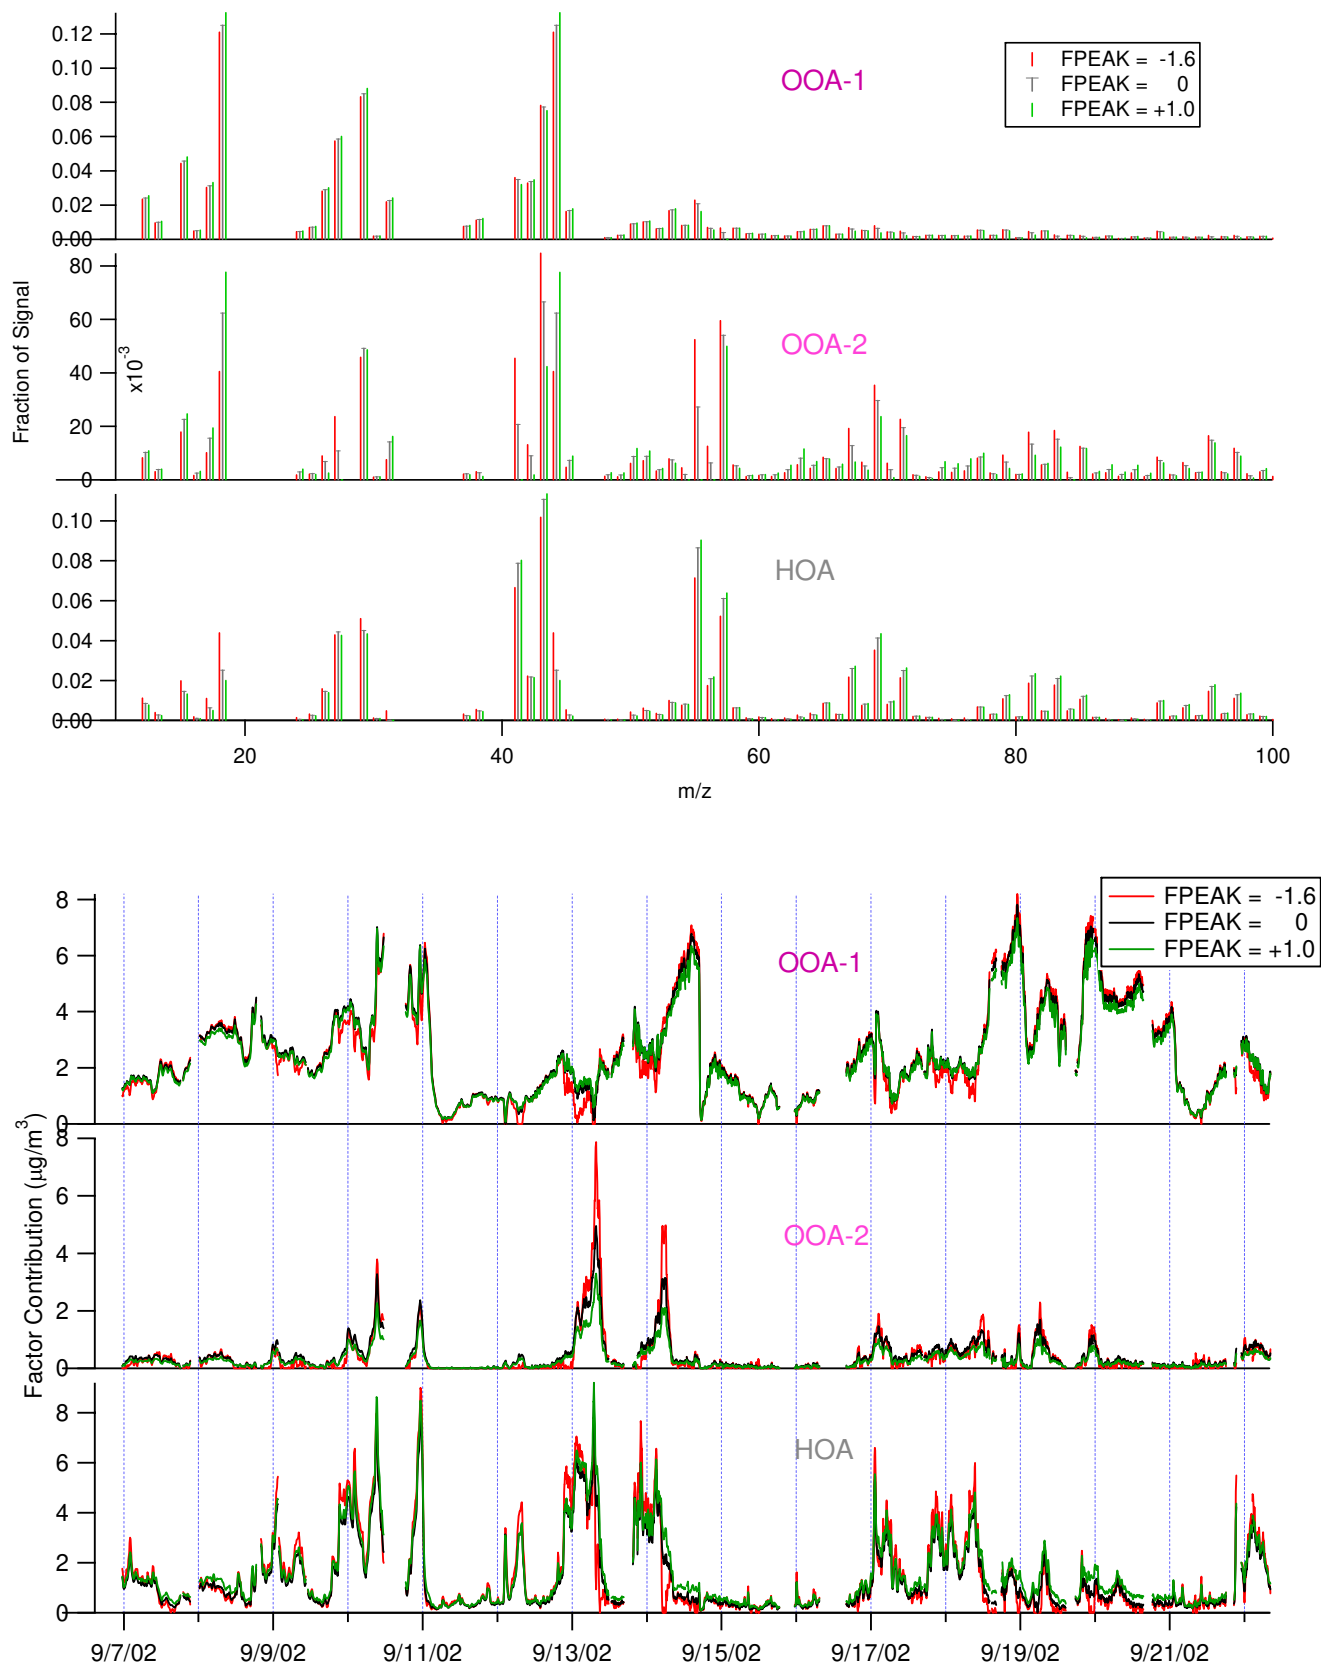 0.12
0.10
0.08
0.06
0.04
0.02
0.00
OOA-1
FPEAK = -1.6
FPEAK = 0
FPEAK = +1.0
Fraction of Signal
80
60
40
20
0
x10-3
OOA-2
0.10
0.08
0.06
0.04
0.02
0.00
HOA
20 40 60 80 100
m/z
8
6
4
2
0
OOA-1
FPEAK = -1.6
FPEAK = 0
FPEAK = +1.0
Factor Contribution (µg/m3)
8
6
4
2
0
OOA-2
8
6
4
2
0
HOA
9/7/02 9/9/02 9/11/02 9/13/02 9/15/02 9/17/02 9/19/02 9/21/02